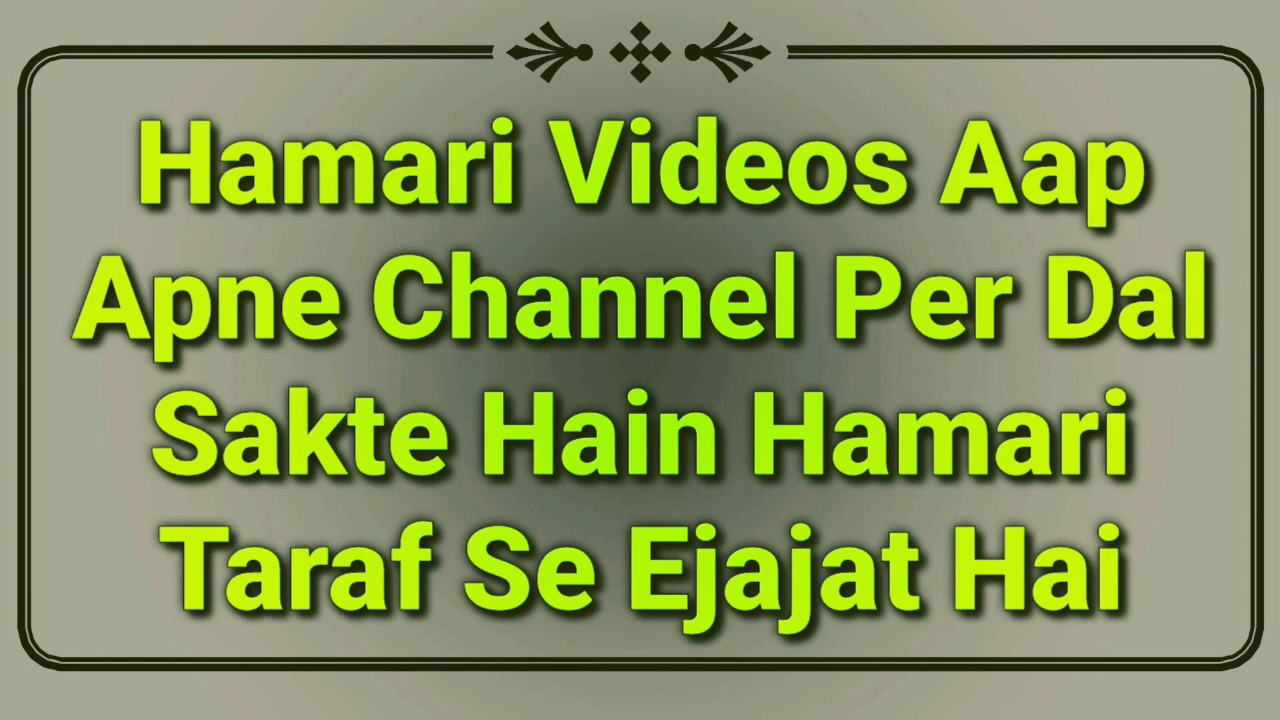 Hamari Videos Aap
Apne Channel Per Dal
Sakte Hain Hamari
Taraf Se Ejajat Hai